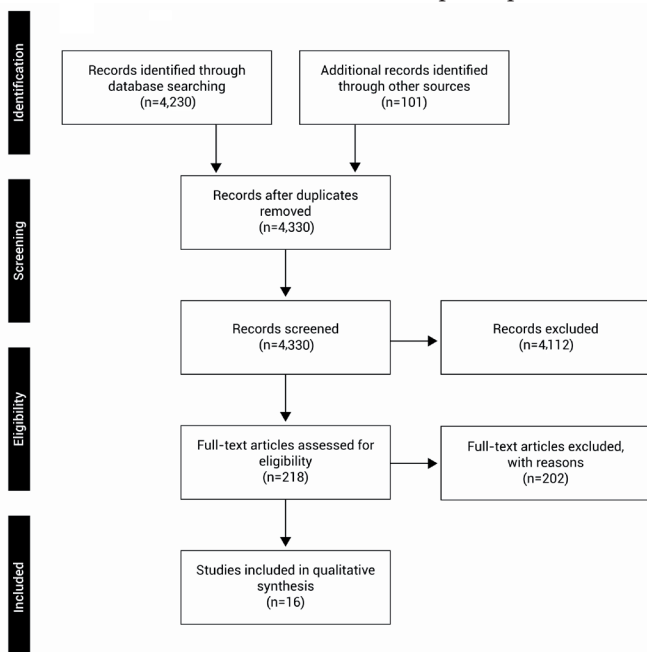 Identification
Records identified through
database searching
(n=4,230)
Additional records identified
through other sources
(n=101)
Screening
Records after duplicates
removed
(n=4,330)
Records screened
(n=4,330)
Records excluded
(n=4,112)
Eligibility
Full-text articles assessed for
eligibility
(n=218)
Full-text articles excluded,
with reasons
(n=202)
Included
Studies included in qualitative
synthesis
(n=16)